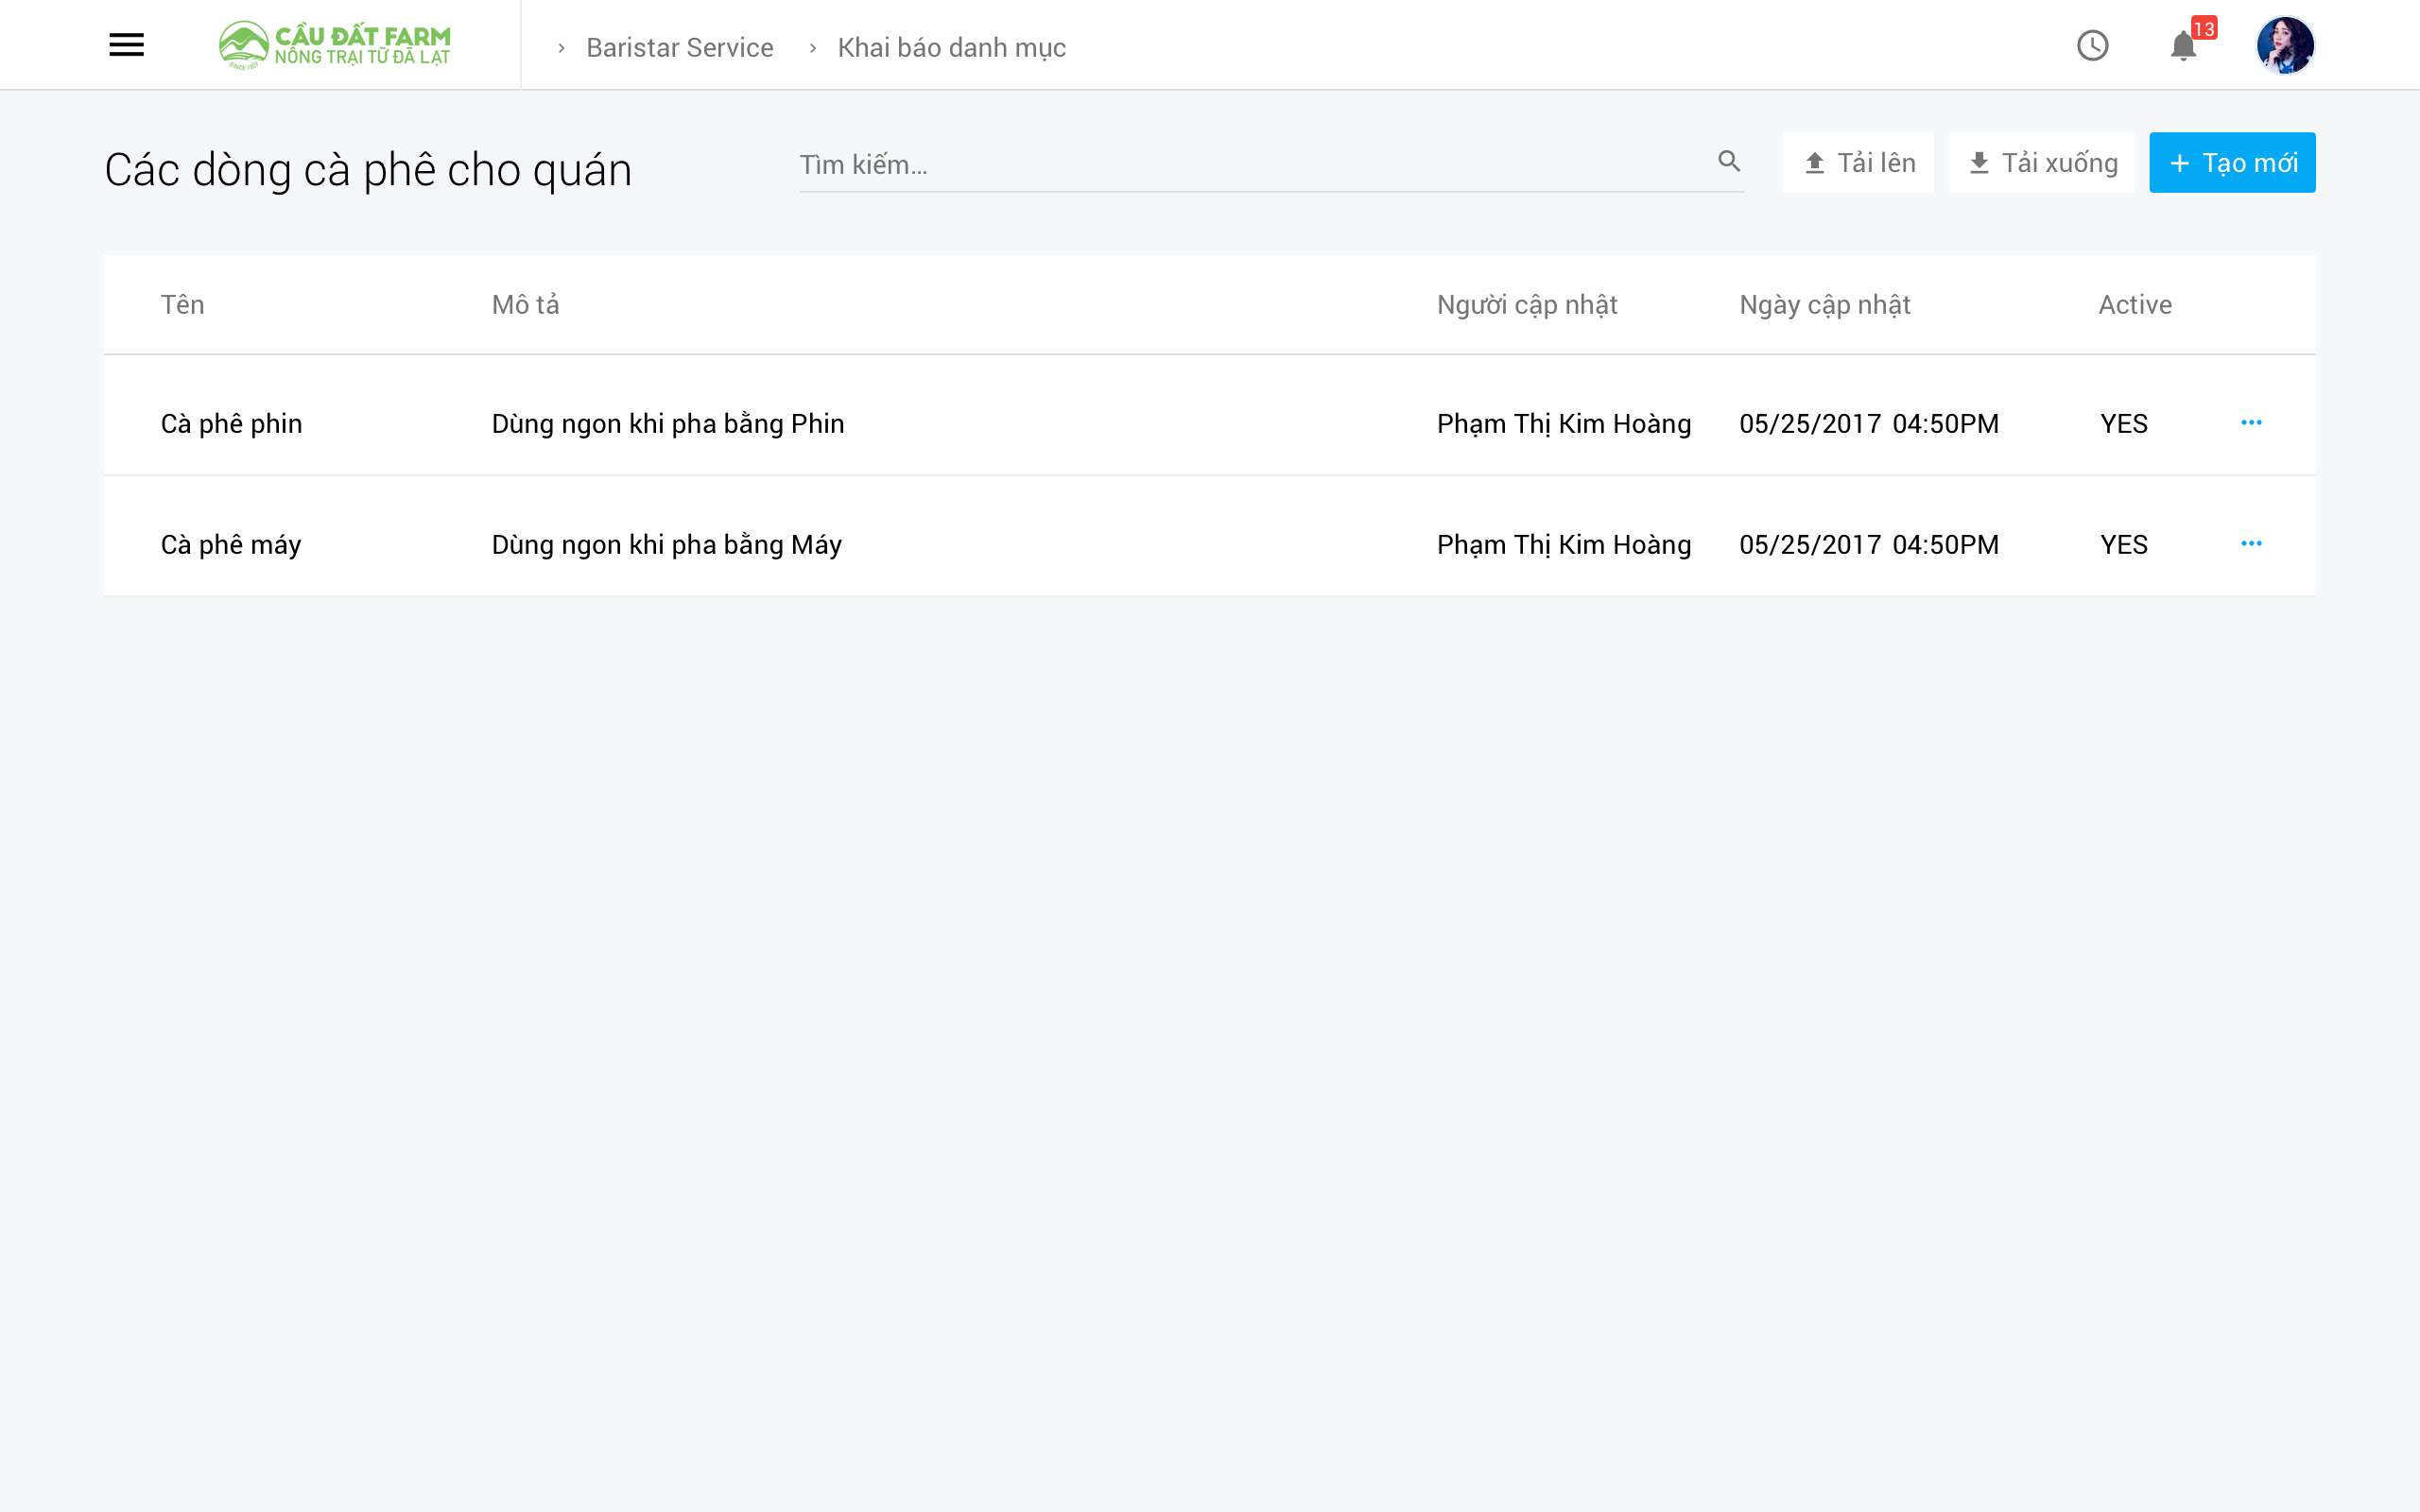 CẦU ĐẤT FARM
NÔNG TRẠI TỪ ĐÀ LẠT
SINCE 1927
› Baristar Service › Khai báo danh mục
13
Các dòng cà phê cho quán
Tìm kiếm...
Tải lên
Tải xuống
+ Tạo mới
Tên Mô tả Người cập nhật Ngày cập nhật Active
Cà phê phin Dùng ngon khi pha bằng Phin Phạm Thị Kim Hoàng 05/25/2017 04:50PM YES
Cà phê máy Dùng ngon khi pha bằng Máy Phạm Thị Kim Hoàng 05/25/2017 04:50PM YES